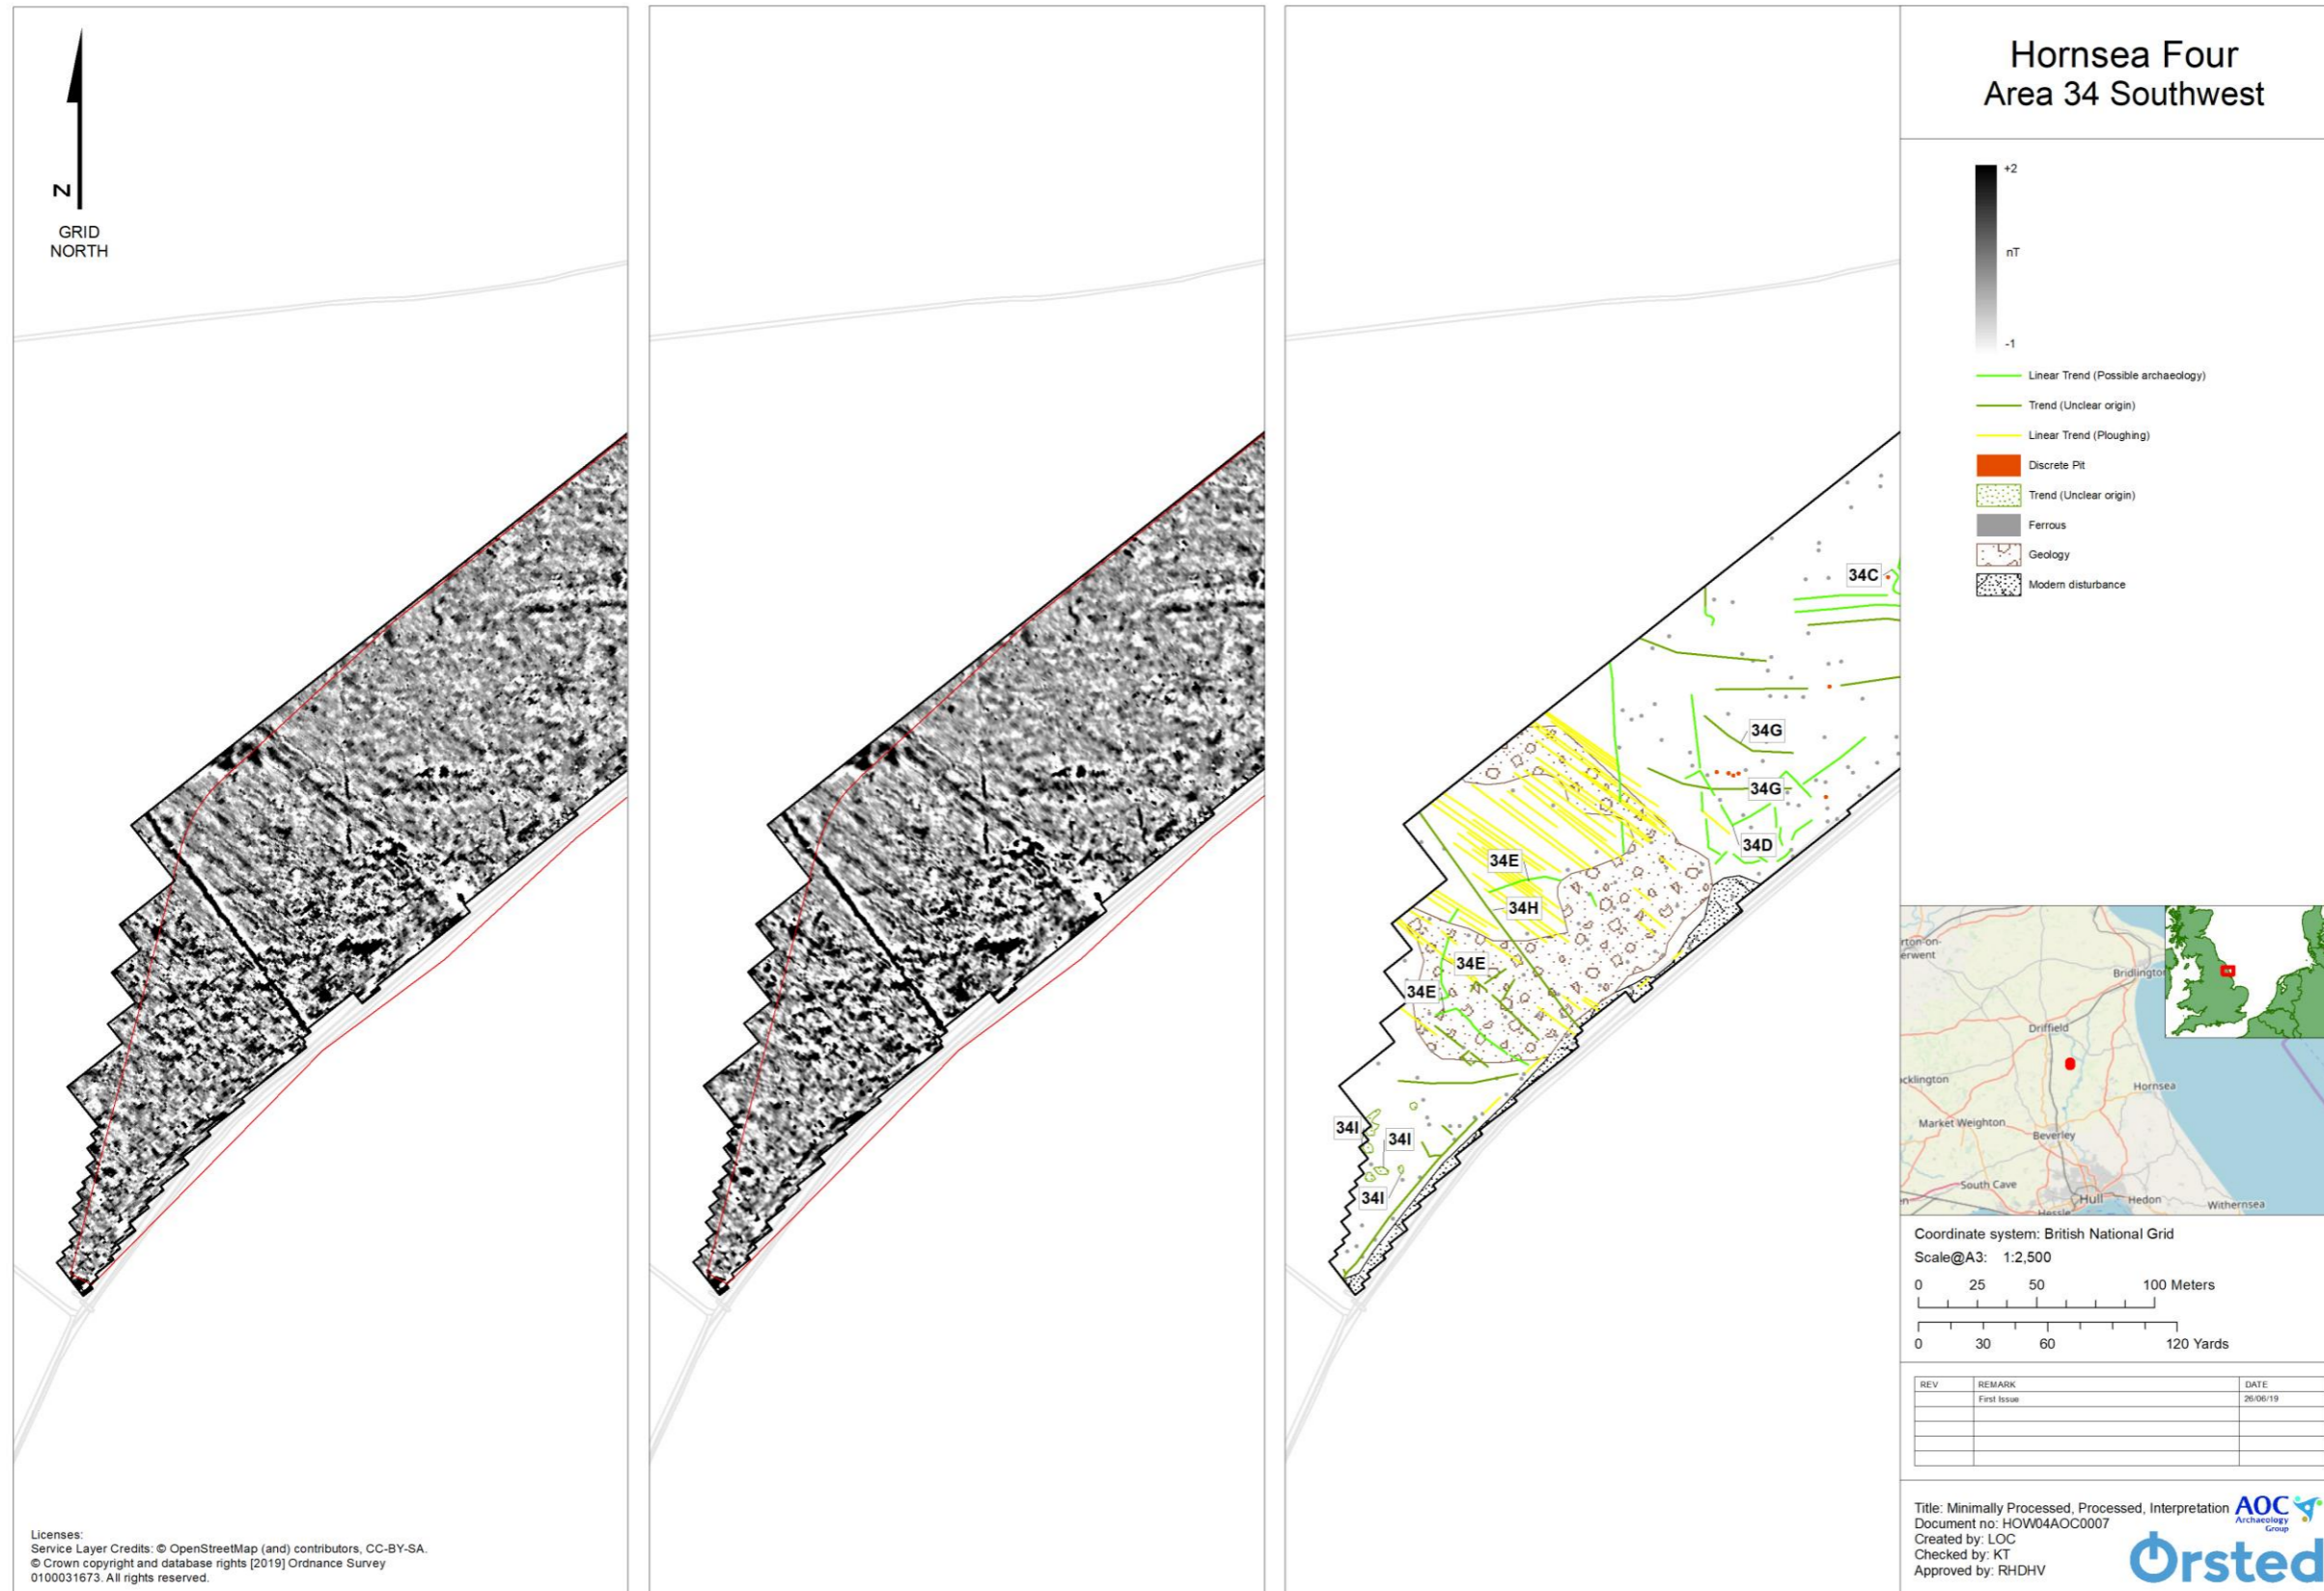 Z
GRID
NORTH
Licenses:
Service Layer Credits: © OpenStreetMap (and) contributors, CC-BY-SA.
© Crown copyright and database rights [2019] Ordnance Survey
0100031673. All rights reserved.
34C
34G
34G
34D
34E
34H
34E
34E
34I
34I
34I
Hornsea Four
Area 34 Southwest
+2
nT
-1
Linear Trend (Possible archaeology)
Trend (Unclear origin)
Linear Trend (Ploughing)
Discrete Pit
Trend (Unclear origin)
Ferrous
Geology
Modern disturbance
rton-on-
erwent
Bridlington
Driffield
cklington
Hornsea
Market Weighton
Beverley
South Cave
Hull
Hedon
Hessle
Withernsea
Coordinate system: British National Grid
Scale@A3: 1:2,500
0 25 50 100 Meters
0 30 60 120 Yards
REV REMARK DATE
First Issue 26/06/19
Title: Minimally Processed, Processed, Interpretation
Document no: HOW04AOC0007
Created by: LOC
Checked by: KT
Approved by: RHDHV
AOC
Archaeology
Group
Orsted